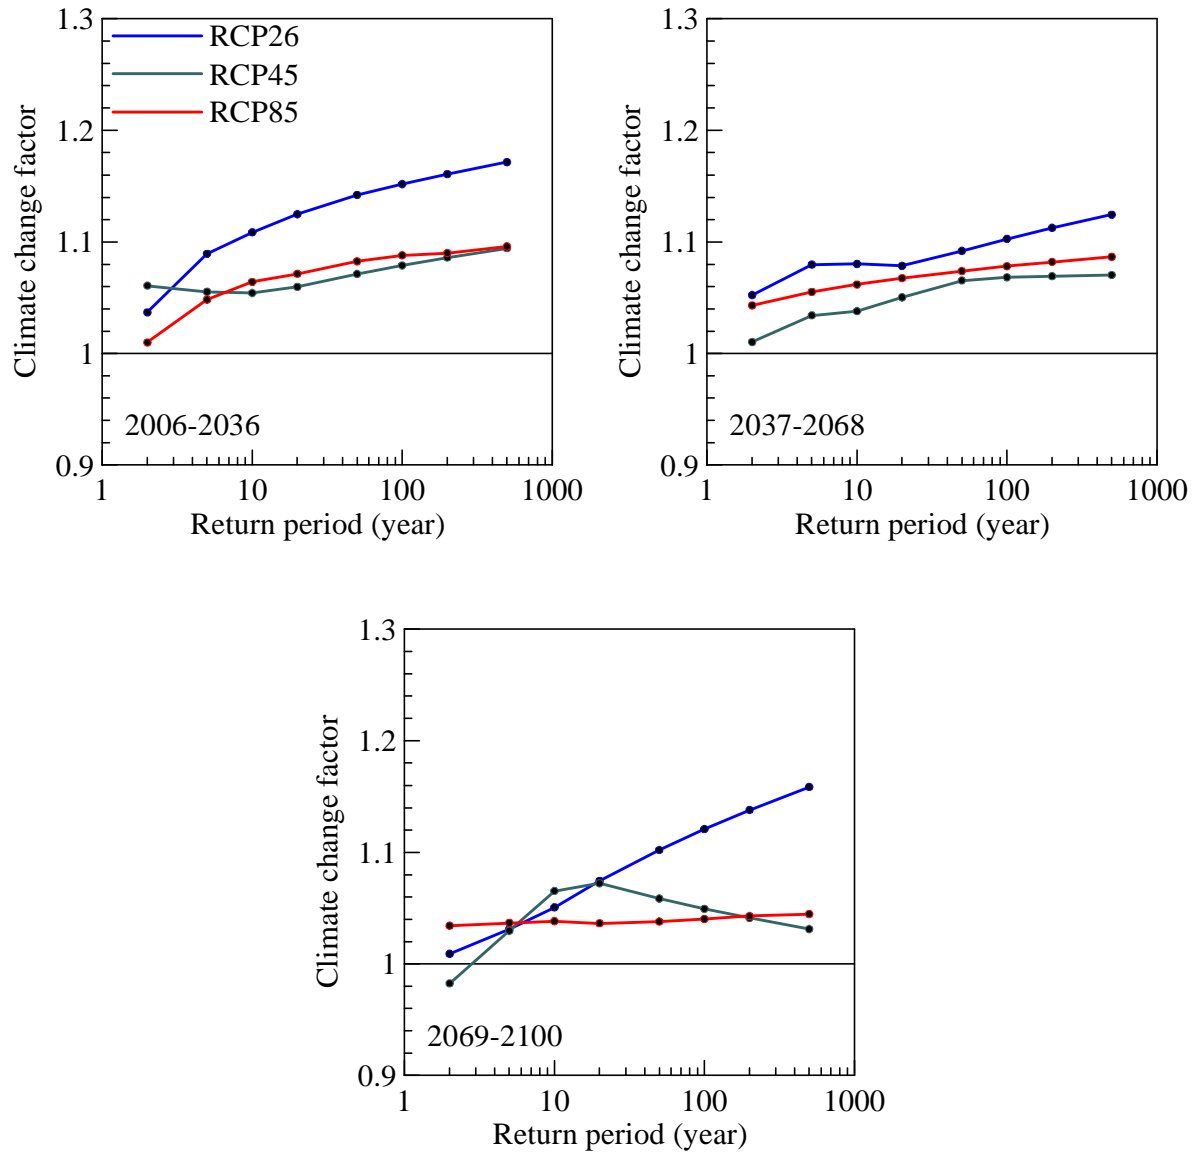 1.3
RCP26
RCP45
RCP85
1.2
1.1
1
0.9
Climate change factor
2006-2036
1 10 100 1000
Return period (year)
1.3
1.2
1.1
1
0.9
Climate change factor
2037-2068
1 10 100 1000
Return period (year)
1.3
1.2
1.1
1
0.9
Climate change factor
2069-2100
1 10 100 1000
Return period (year)